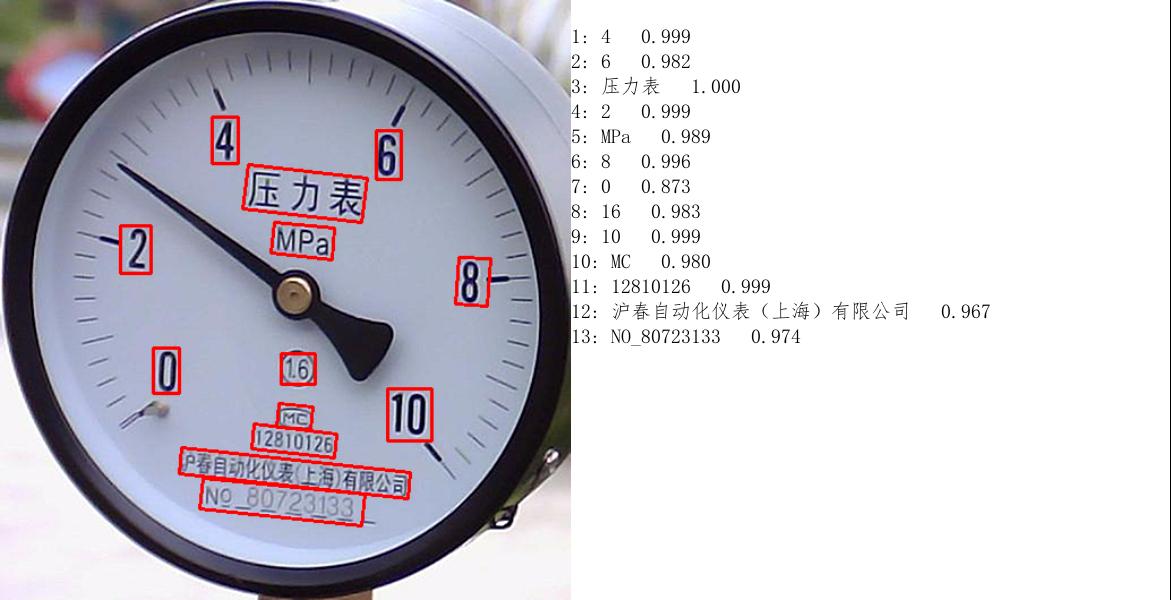 4
6
压力表
MPa
2
8
0
1.6
10
MC
12810126
沪春自动化仪表(上海)有限公司
No 80723133
1: 4 0.999
2: 6 0.982
3: 压力表 1.000
4: 2 0.999
5: MPa 0.989
6: 8 0.996
7: 0 0.873
8: 16 0.983
9: 10 0.999
10: MC 0.980
11: 12810126 0.999
12: 沪春自动化仪表（上海）有限公司 0.967
13: NO_80723133 0.974